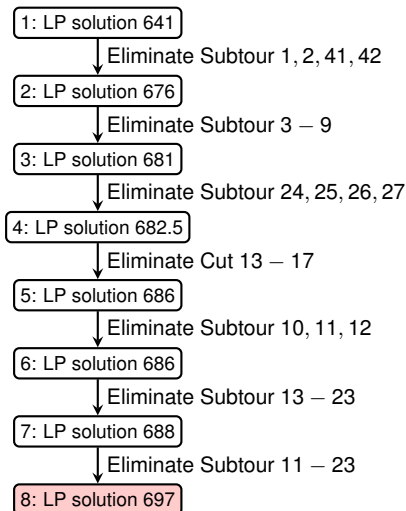 1: LP solution 641
Eliminate Subtour 1, 2, 41, 42
2: LP solution 676
Eliminate Subtour 3 − 9
3: LP solution 681
Eliminate Subtour 24, 25, 26, 27
4: LP solution 682.5
Eliminate Cut 13 − 17
5: LP solution 686
Eliminate Subtour 10, 11, 12
6: LP solution 686
Eliminate Subtour 13 − 23
7: LP solution 688
Eliminate Subtour 11 − 23
8: LP solution 697